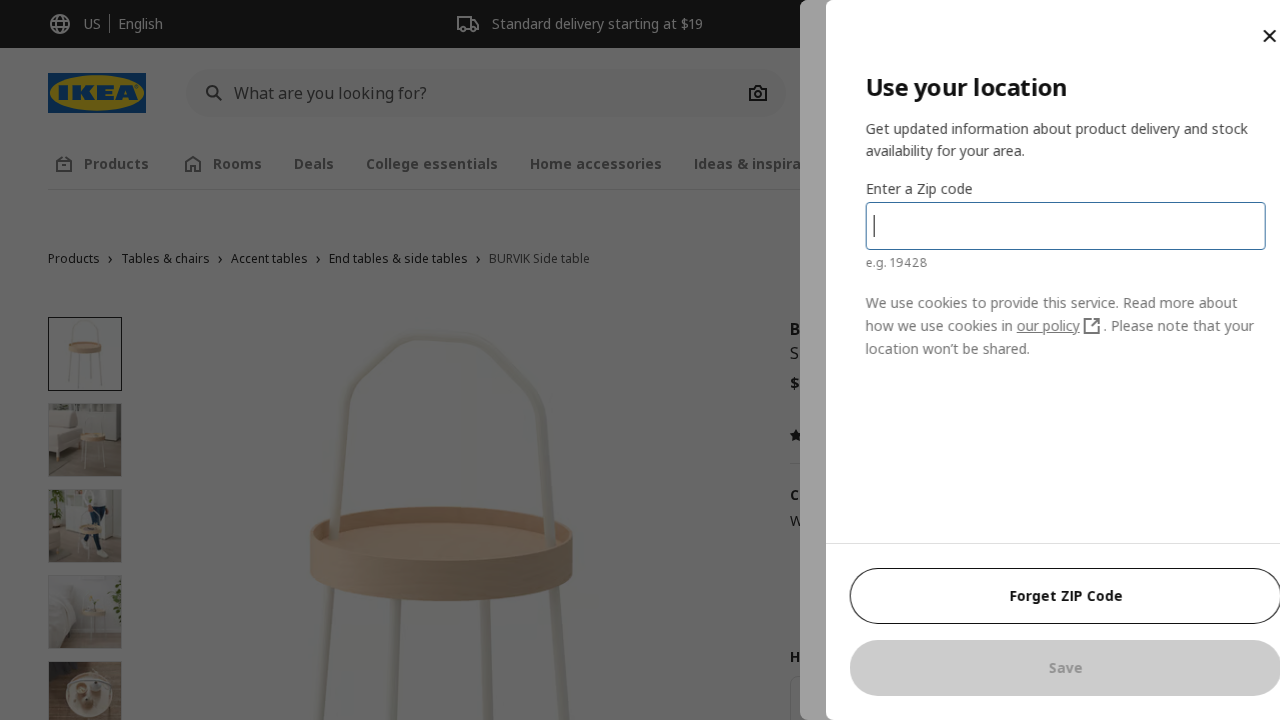 US
English
Standard delivery starting at $19
IKEA
What are you looking for?
Products
Rooms
Deals
College essentials
Home accessories
Ideas & inspira
Products › Tables & chairs › Accent tables › End tables & side tables › BURVIK Side table
B
S
$
C
W
H
Use your location
Get updated information about product delivery and stock
availability for your area.
Enter a Zip code
e.g. 19428
We use cookies to provide this service. Read more about
how we use cookies in our policy . Please note that your
location won’t be shared.
Forget ZIP Code
Save